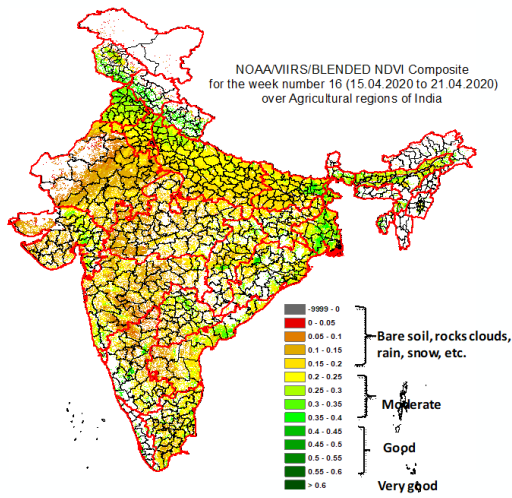 NOAA/VIIRS/BLENDED NDVI Composite
for the week number 16 (15.04.2020 to 21.04.2020)
over Agricultural regions of India
-9999 - 0
0 - 0.05
0.05 - 0.1
0.1 - 0.15
0.15 - 0.2
0.2 - 0.25
0.25 - 0.3
0.3 - 0.35
0.35 - 0.4
0.4 - 0.45
0.45 - 0.5
0.5 - 0.55
0.55 - 0.6
> 0.6
Bare soil, rocks clouds,
rain, snow, etc.
Moderate
Good
Very good